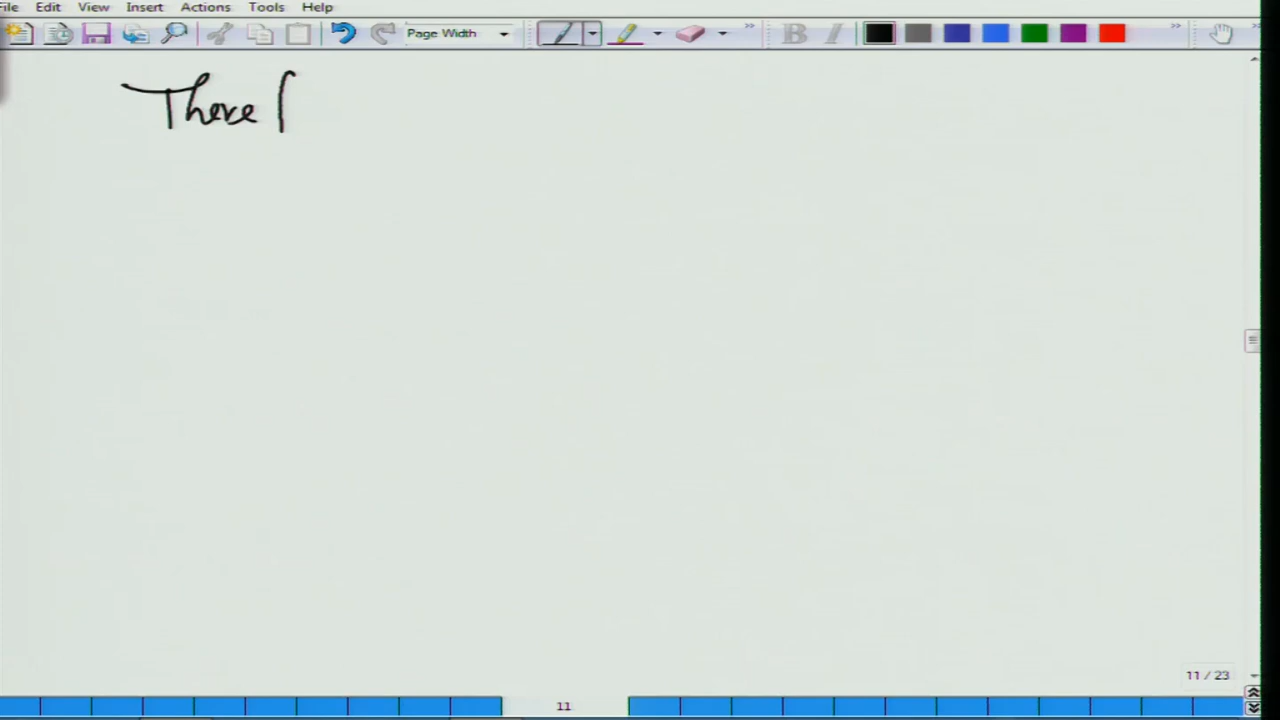 File Edit View Insert Actions Tools Help
Page Width
B I
There
11 / 23
11